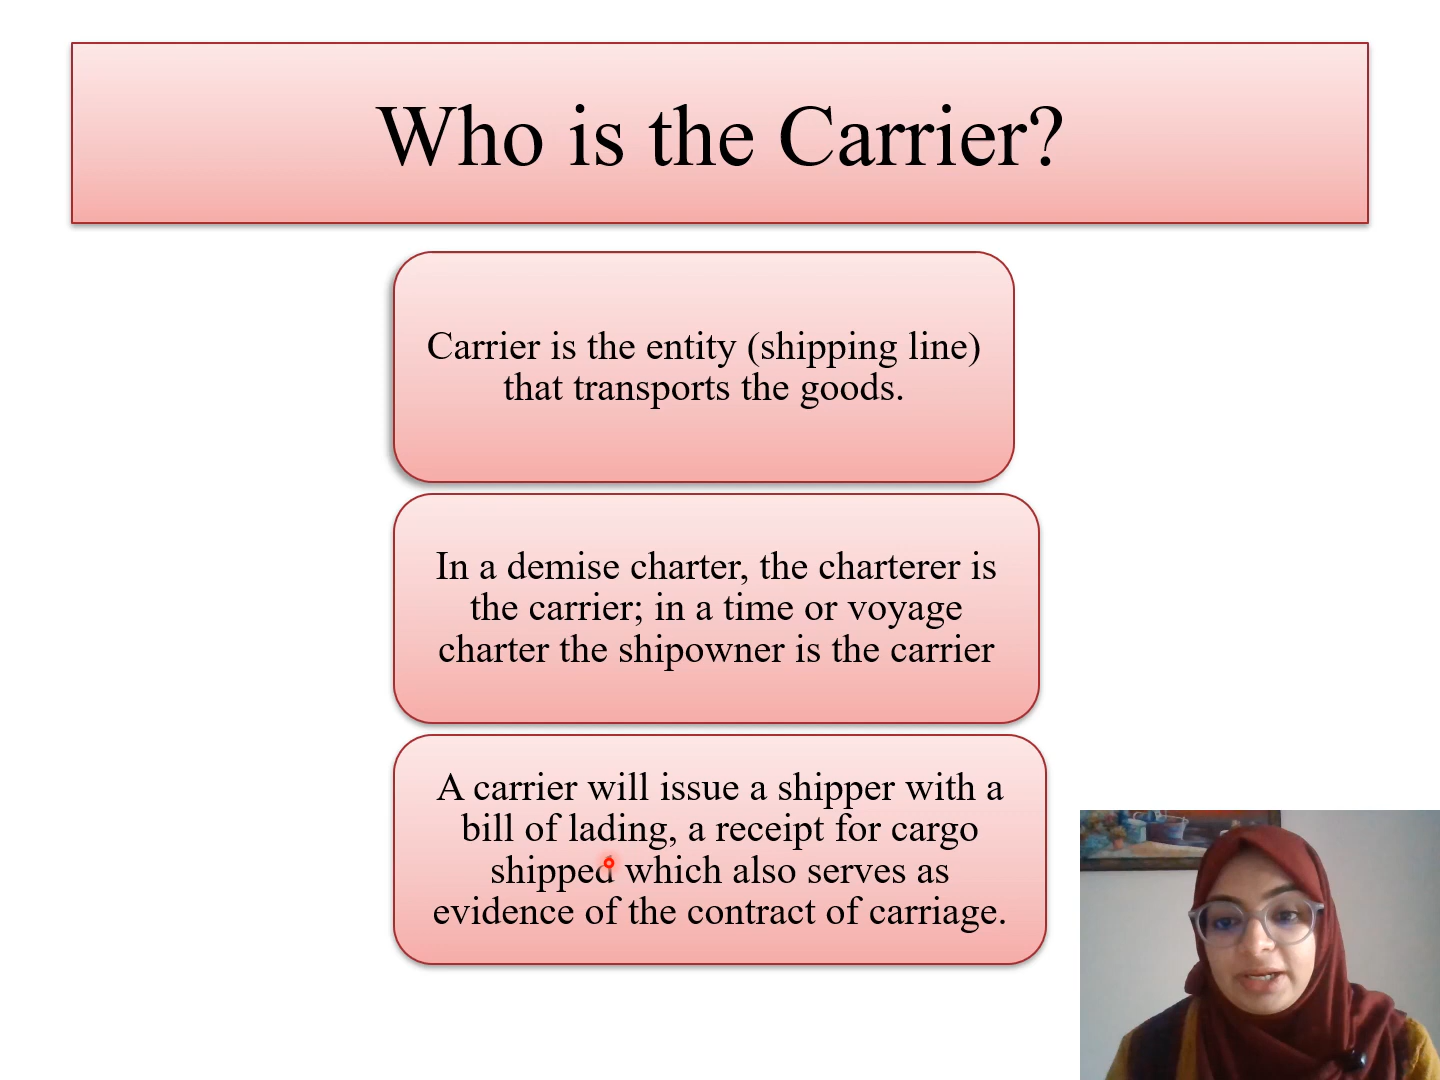 Who is the Carrier?
Carrier is the entity (shipping line)
that transports the goods.
In a demise charter, the charterer is
the carrier; in a time or voyage
charter the shipowner is the carrier
A carrier will issue a shipper with a
bill of lading, a receipt for cargo
shipped which also serves as
evidence of the contract of carriage.